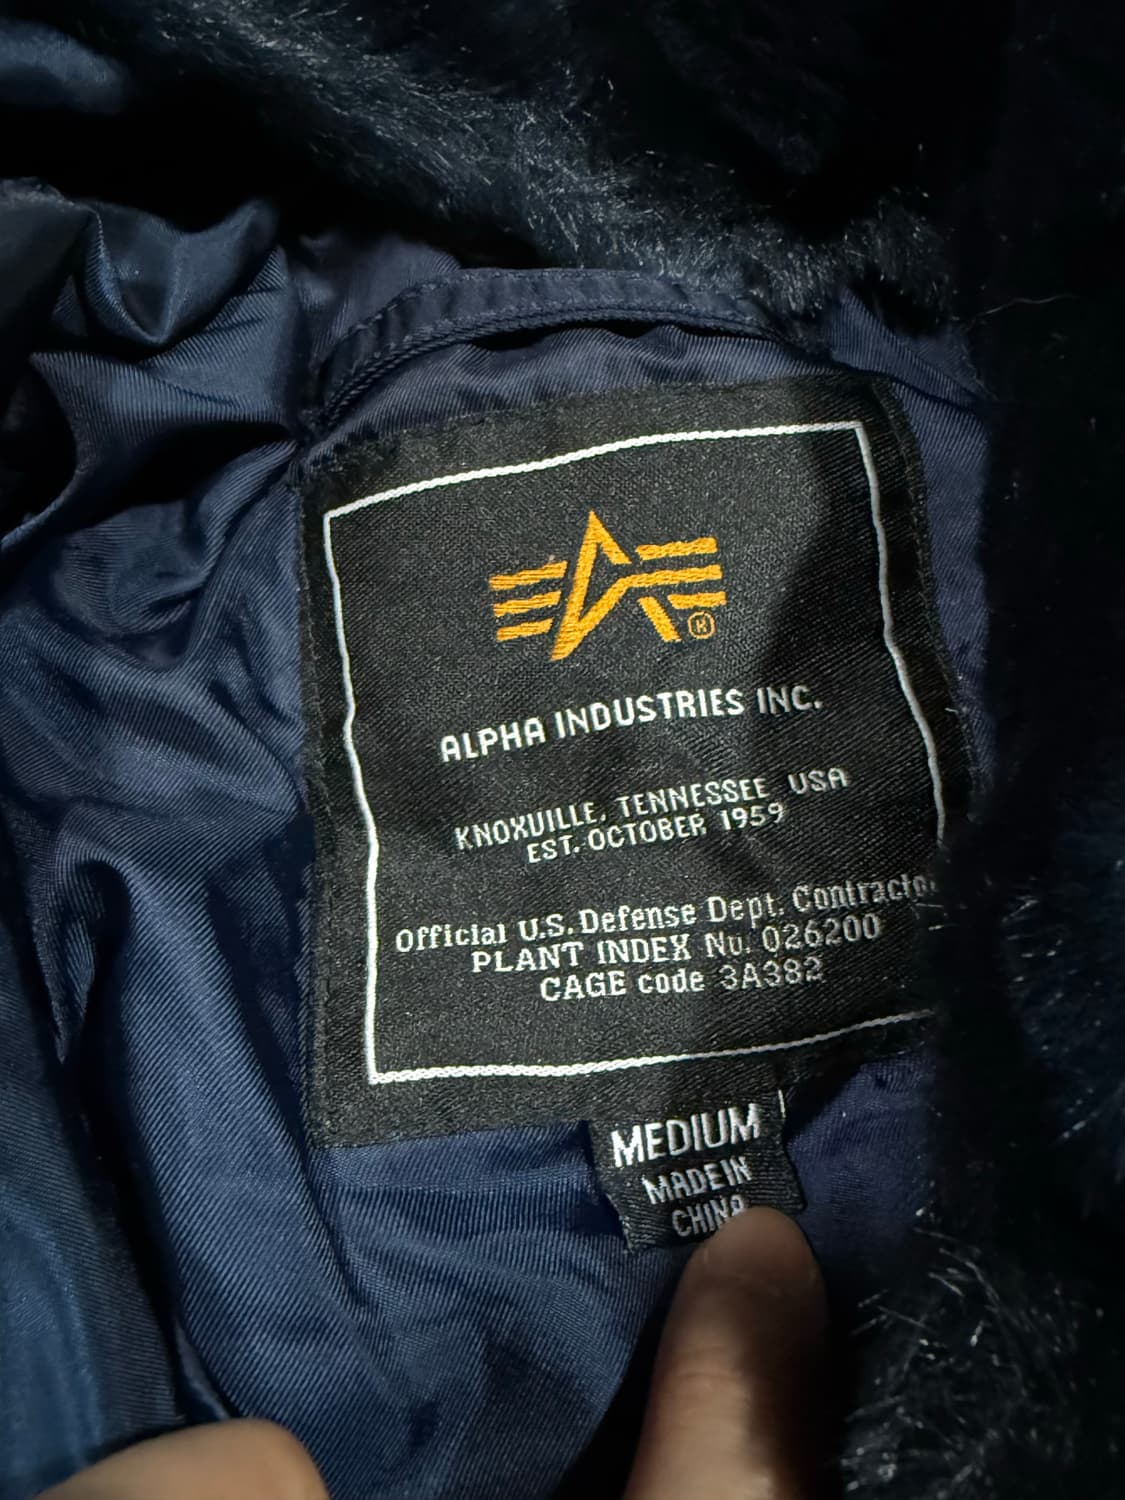 ALPHA INDUSTRIES INC.
KNOXVILLE, TENNESSEE USA
EST. OCTOBER 1959
Official U.S. Defense Dept. Contractor
PLANT INDEX No. 026200
CAGE code 3A382
MEDIUM
MADE IN
CHINA